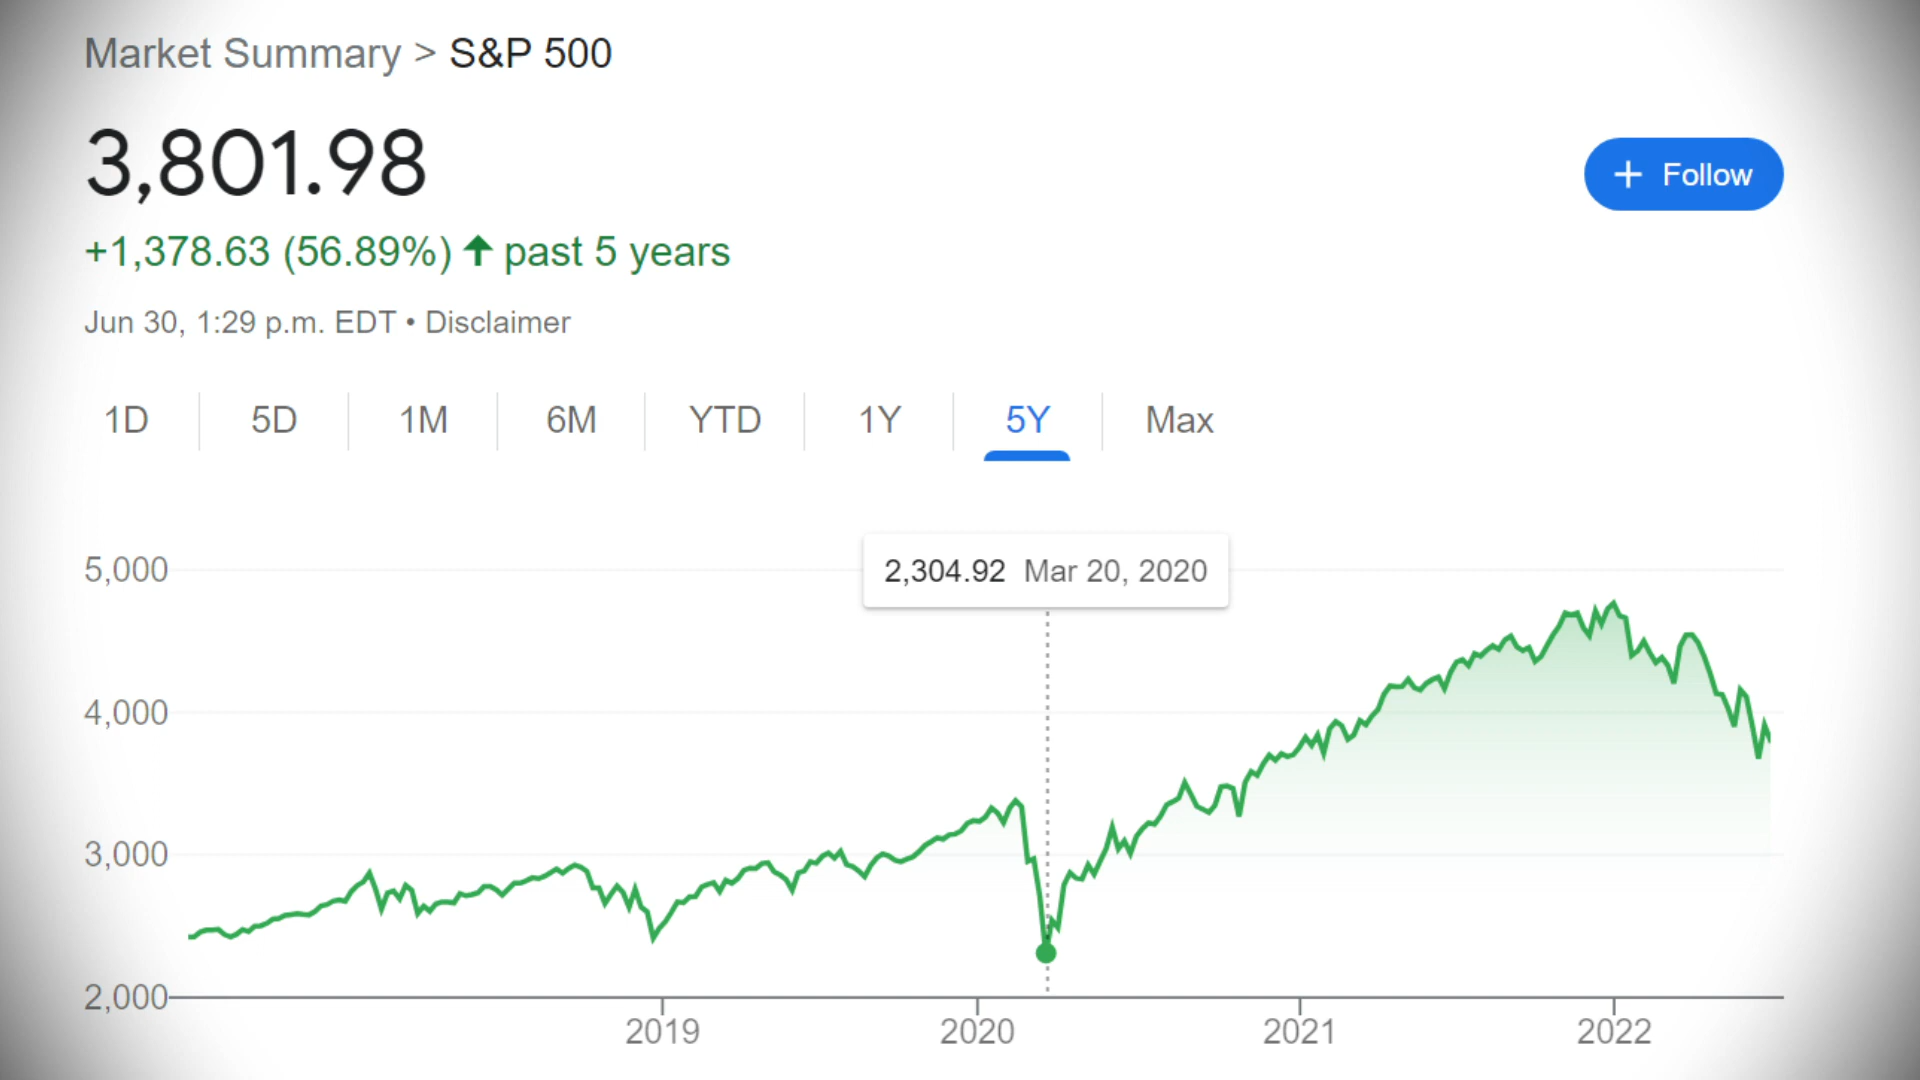 Market Summary > S&P 500
3,801.98
+ Follow
+1,378.63 (56.89%) ↑ past 5 years
Jun 30, 1:29 p.m. EDT • Disclaimer
1D 5D 1M 6M YTD 1Y 5Y Max
2,304.92 Mar 20, 2020
5,000
4,000
3,000
2,000
2019 2020 2021 2022